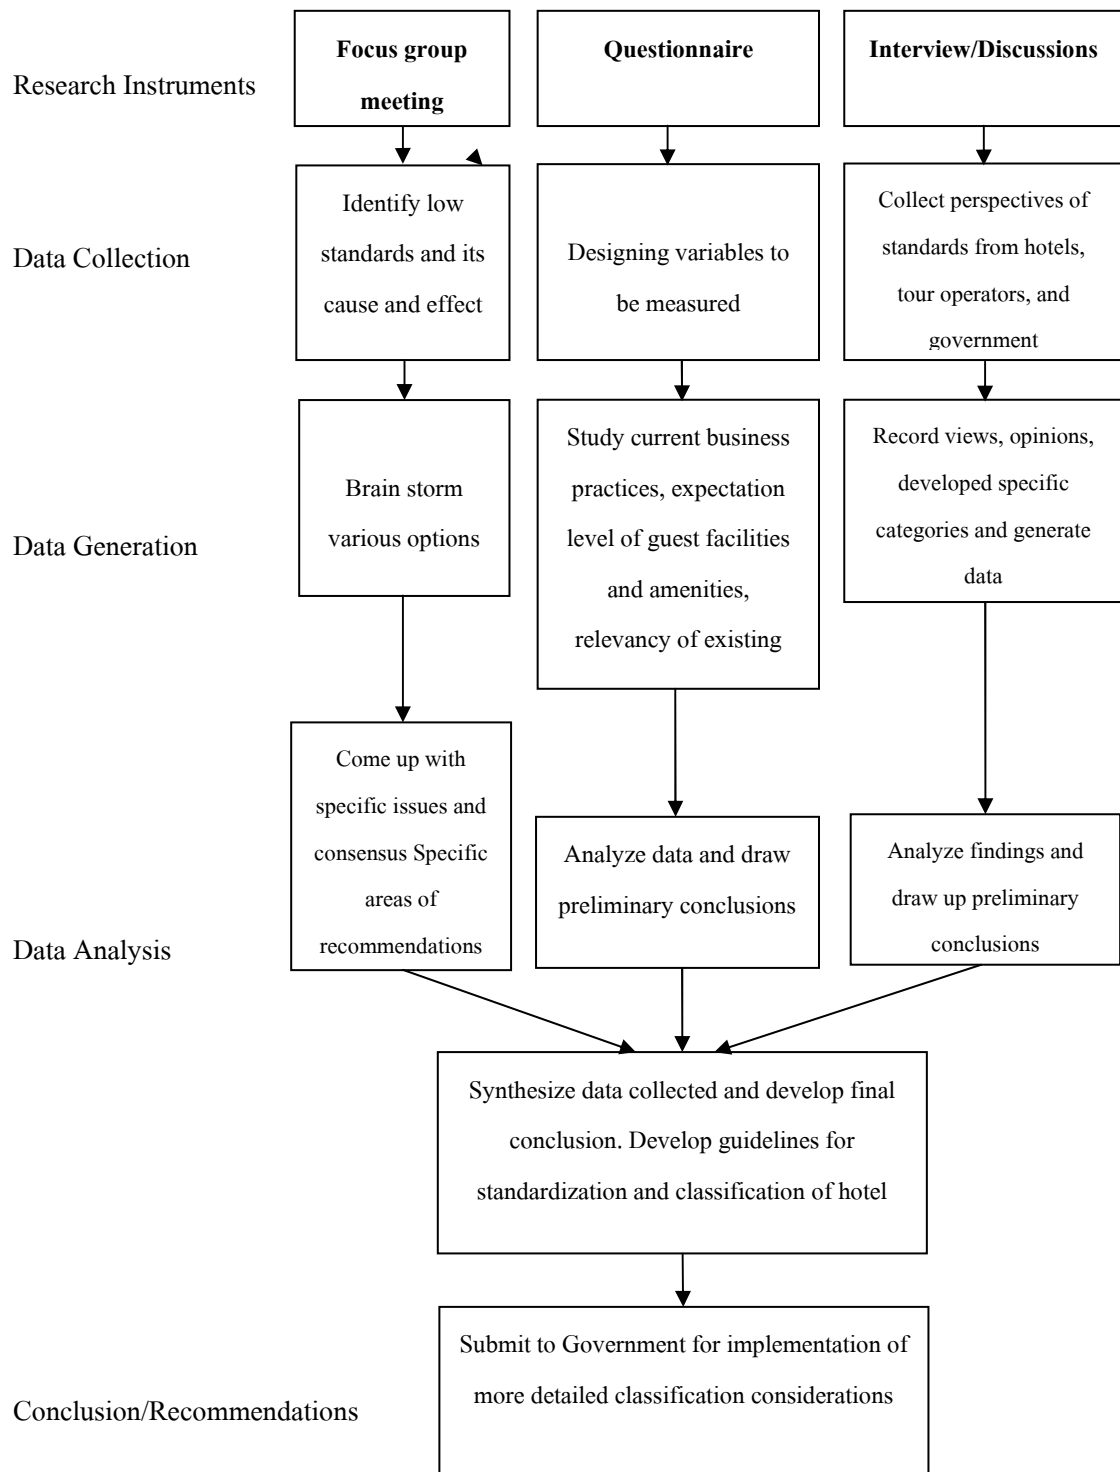 Research Instruments
Focus group
meeting
Questionnaire
Interview/Discussions
Data Collection
Identify low
standards and its
cause and effect
Designing variables to
be measured
Collect perspectives of
standards from hotels,
tour operators, and
government
Data Generation
Brain storm
various options
Study current business
practices, expectation
level of guest facilities
and amenities,
relevancy of existing
Record views, opinions,
developed specific
categories and generate
data
Data Analysis
Come up with
specific issues and
consensus Specific
areas of
recommendations
Analyze data and draw
preliminary conclusions
Analyze findings and
draw up preliminary
conclusions
Synthesize data collected and develop final
conclusion. Develop guidelines for
standardization and classification of hotel
Conclusion/Recommendations
Submit to Government for implementation of
more detailed classification considerations